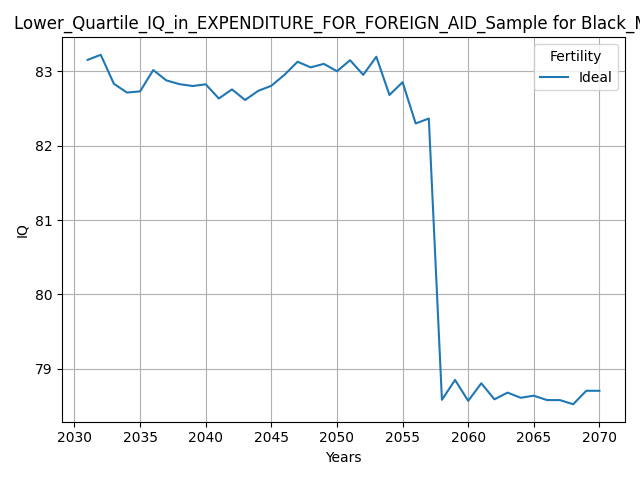 Lower_Quartile_IQ_in_EXPENDITURE_FOR_FOREIGN_AID_Sample for Black_M
Fertility
Ideal
83
82
81
80
79
IQ
2030 2035 2040 2045 2050 2055 2060 2065 2070
Years